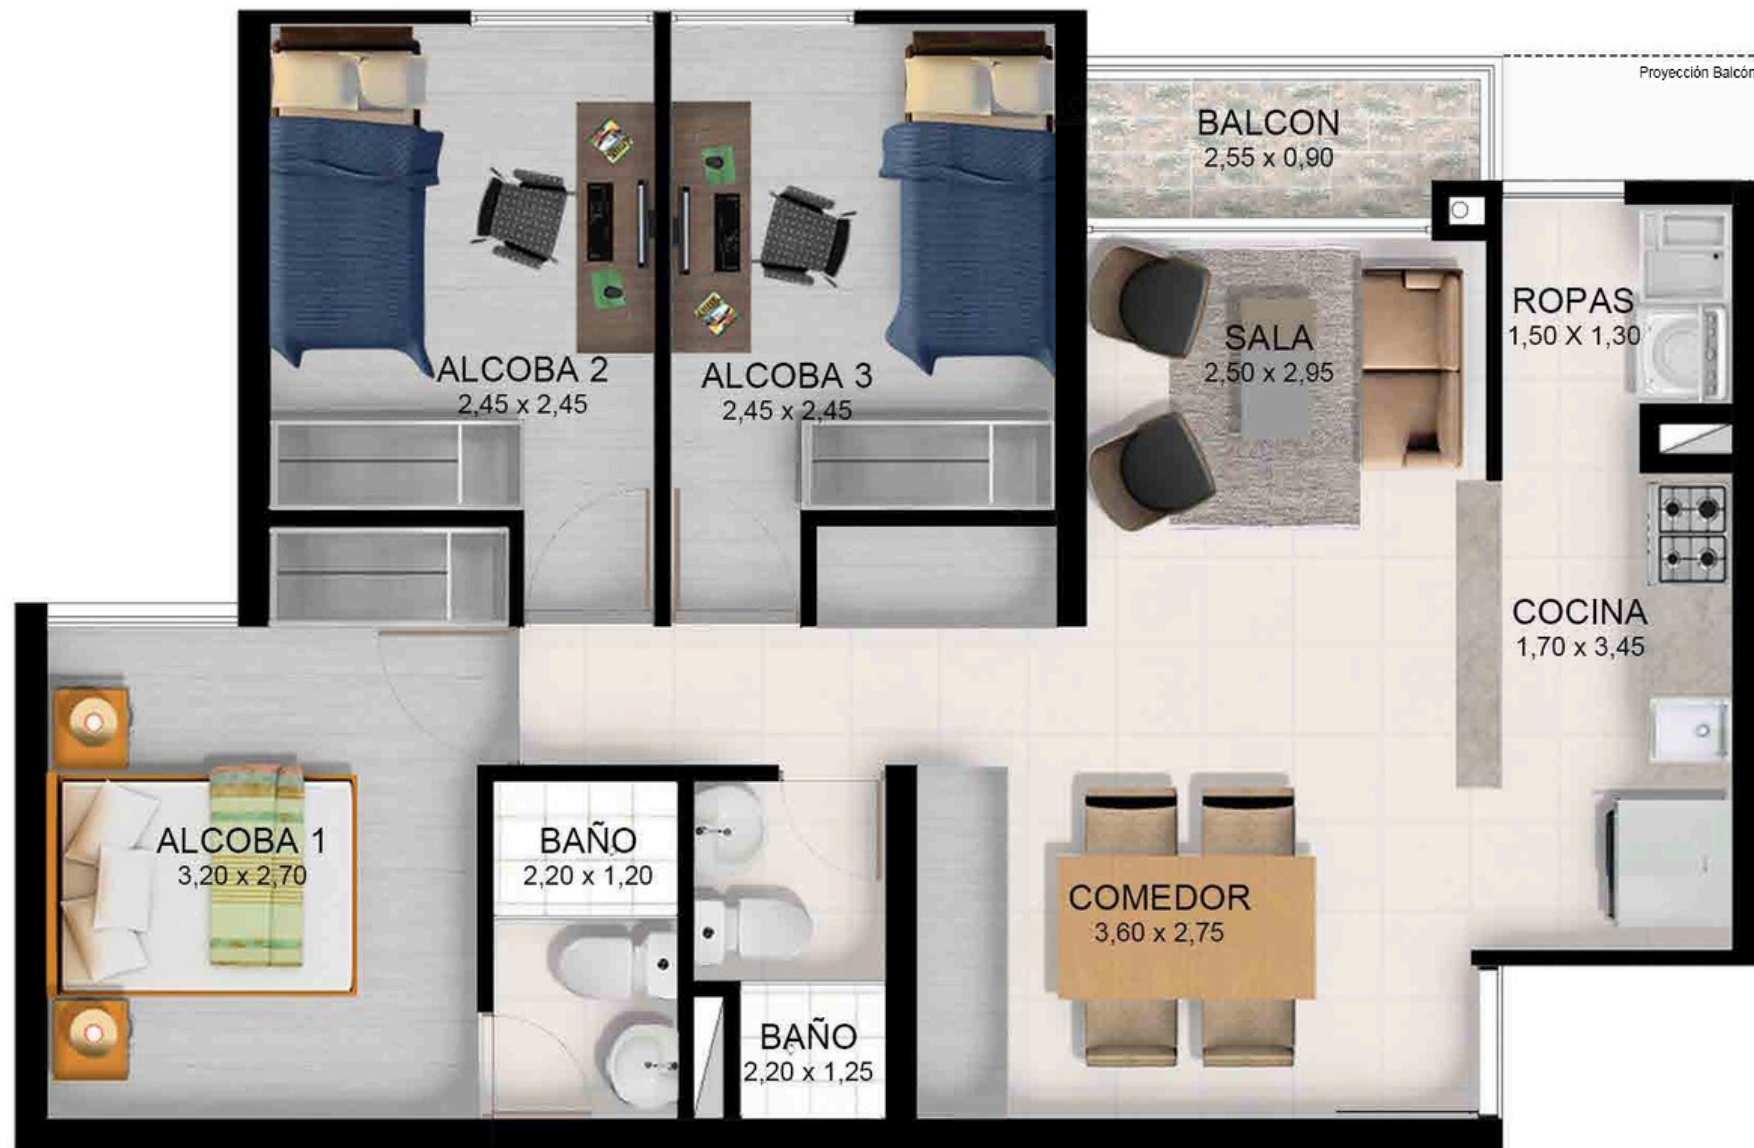 Proyección Balcón
BALCON
2,55 x 0,90
ROPAS
1,50 X 1,30
SALA
2,50 x 2,95
ALCOBA 2
2,45 x 2,45
ALCOBA 3
2,45 x 2,45
COCINA
1,70 x 3,45
ALCOBA 1
3,20 x 2,70
BAÑO
2,20 x 1,20
COMEDOR
3,60 x 2,75
BAÑO
2,20 x 1,25